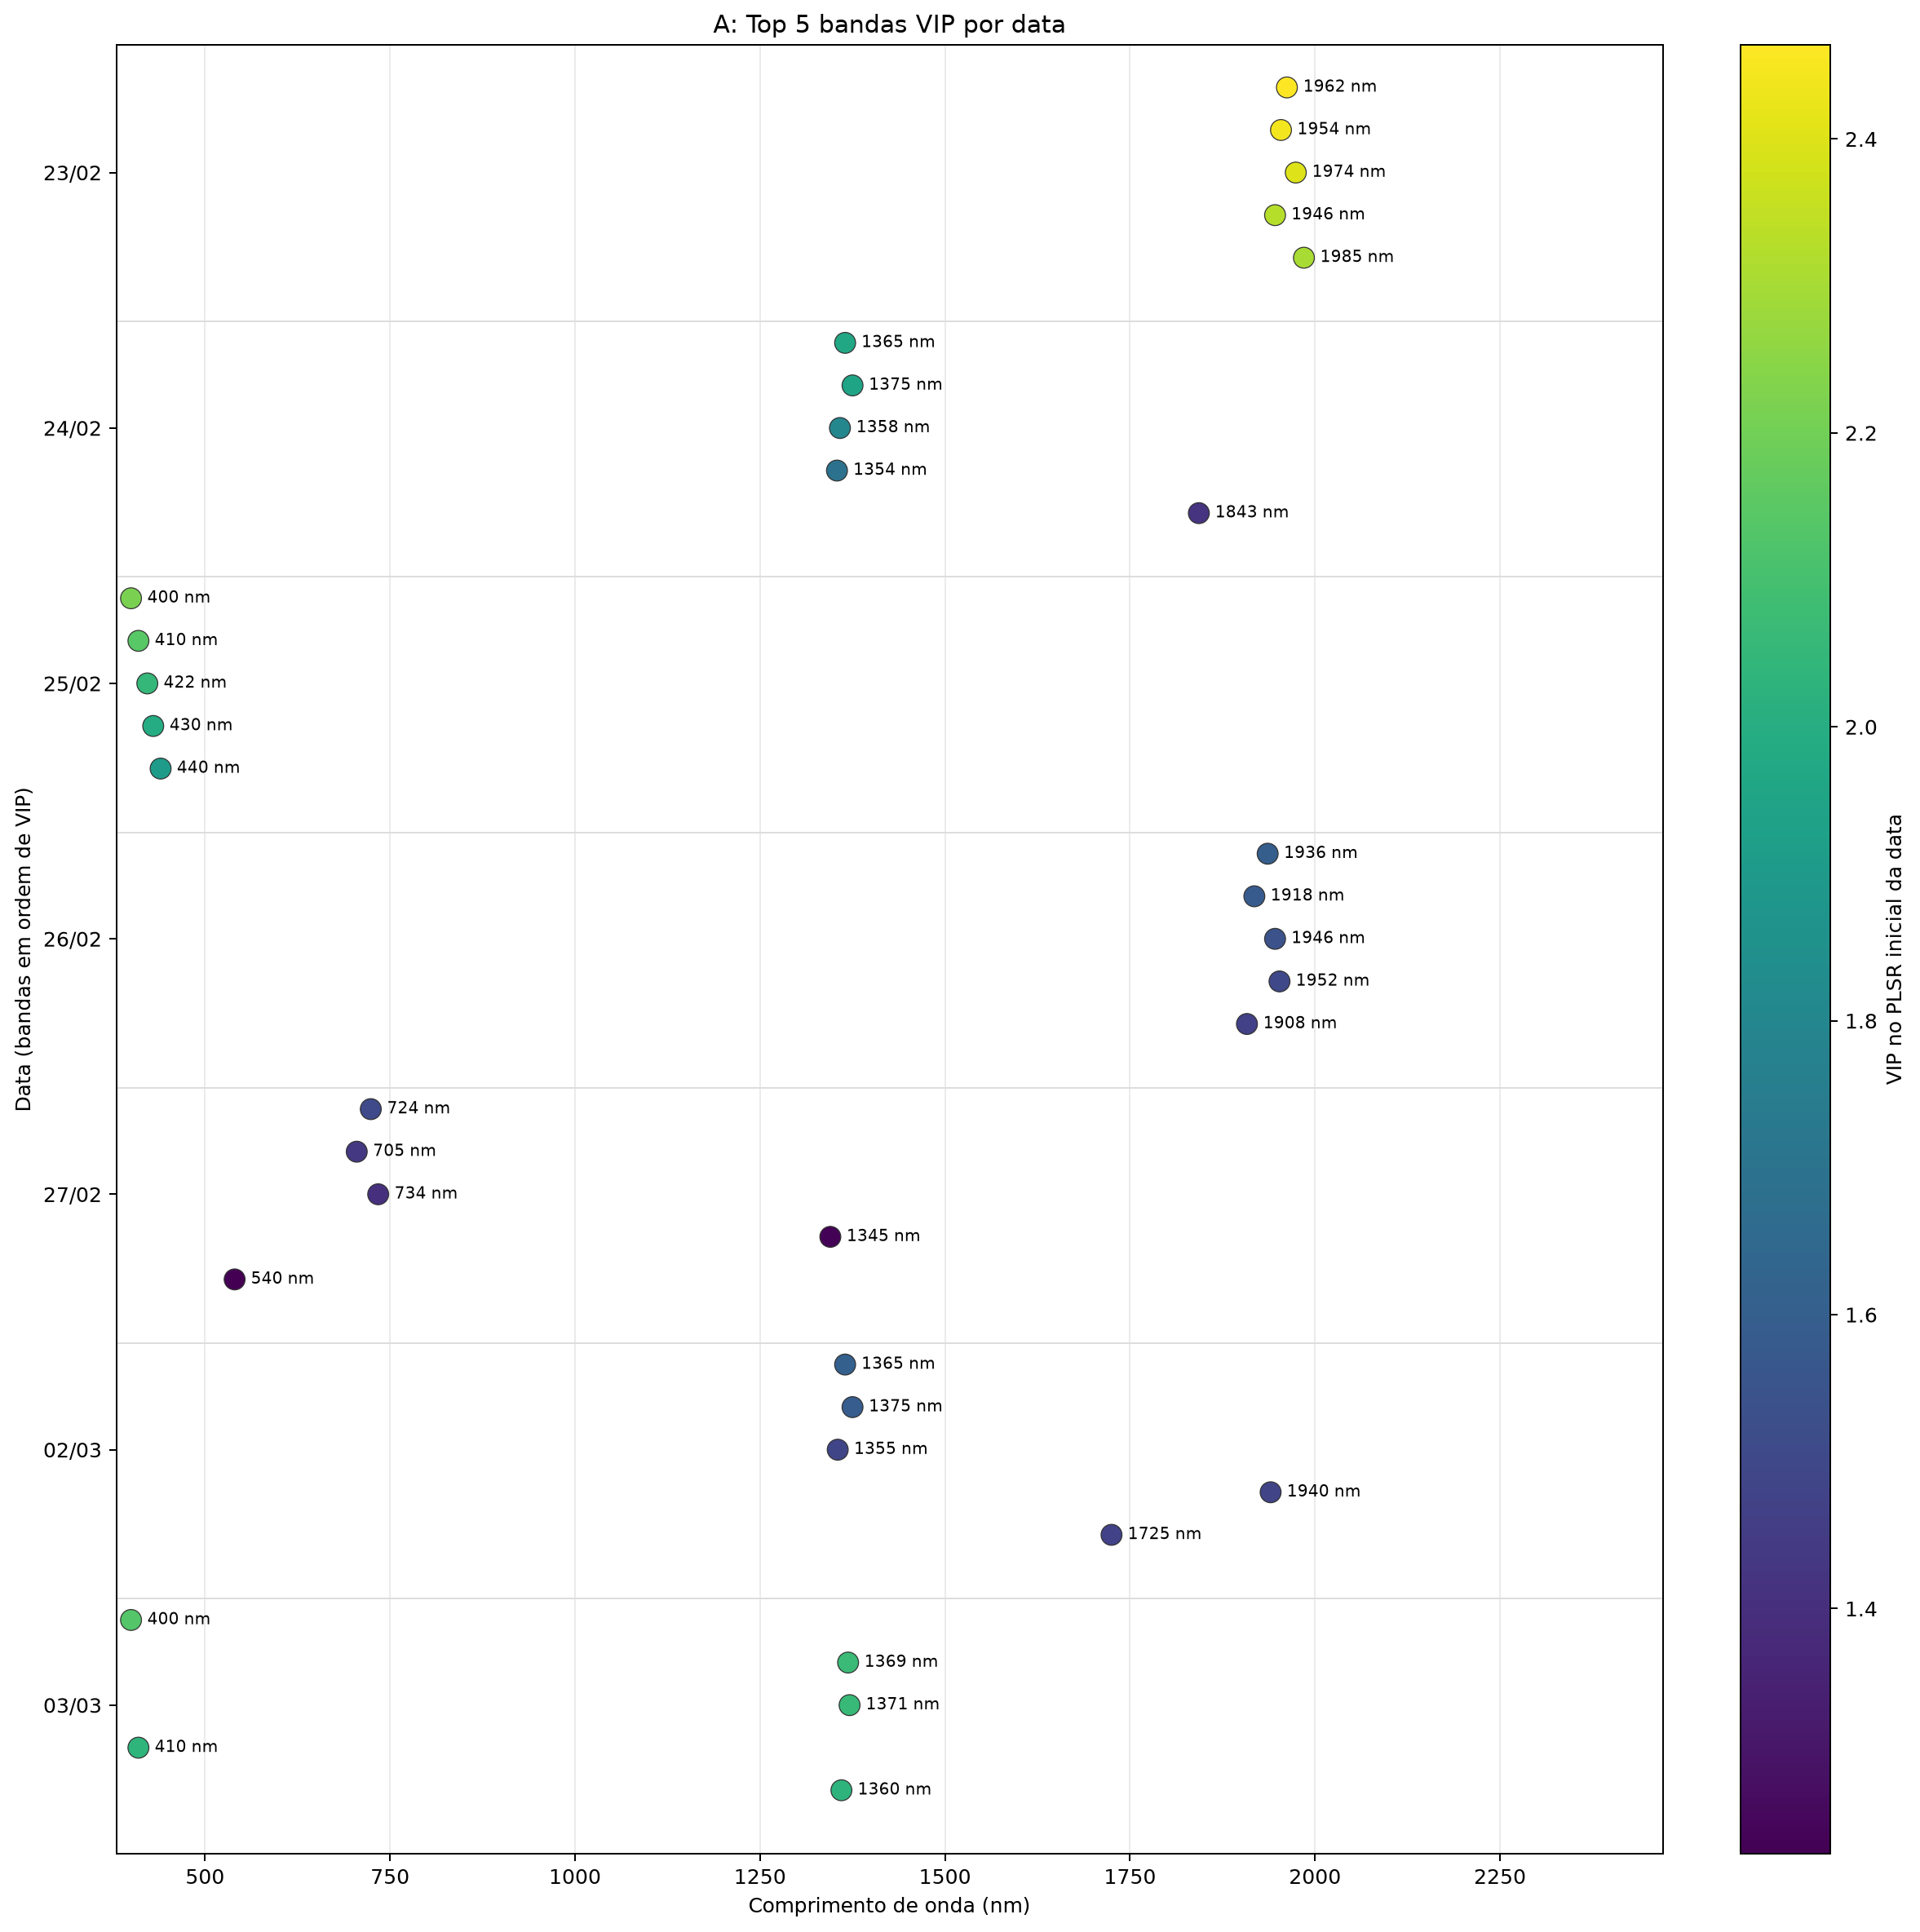 A: Top 5 bandas VIP por data
Data (bandas em ordem de VIP)
23/02
1962 nm
1954 nm
1974 nm
1946 nm
1985 nm
24/02
1365 nm
1375 nm
1358 nm
1354 nm
1843 nm
25/02
400 nm
410 nm
422 nm
430 nm
440 nm
26/02
1936 nm
1918 nm
1946 nm
1952 nm
1908 nm
27/02
724 nm
705 nm
734 nm
1345 nm
540 nm
02/03
1365 nm
1375 nm
1355 nm
1940 nm
1725 nm
03/03
400 nm
1369 nm
1371 nm
410 nm
1360 nm
500 750 1000 1250 1500 1750 2000 2250
Comprimento de onda (nm)
2.4
2.2
2.0
1.8
1.6
1.4
VIP no PLSR inicial da data